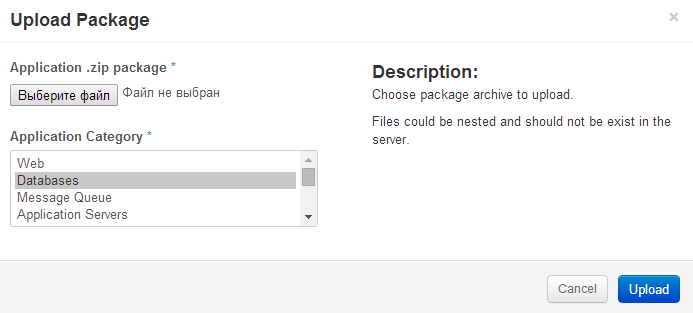 Upload Package
×
Application .zip package *
Выберите файл Файл не выбран
Application Category *
Web
Databases
Message Queue
Application Servers
Description:
Choose package archive to upload.
Files could be nested and should not be exist in the
server.
Cancel Upload